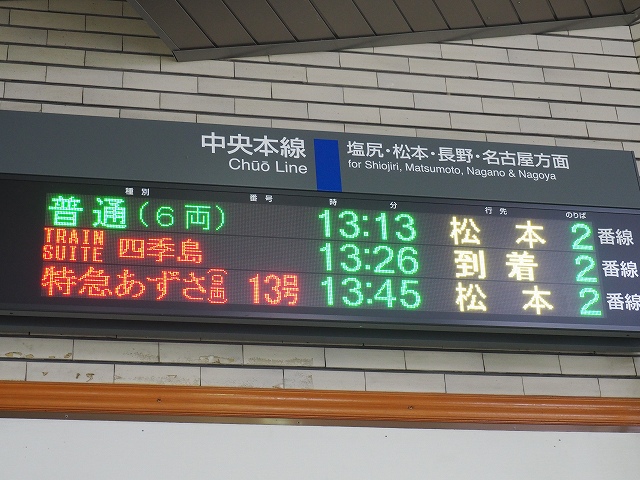 中央本線
Chūō Line
塩尻・松本・長野・名古屋方面
for Shiojiri, Matsumoto, Nagano & Nagoya
種別 番号 時 分 行先 のりば
普通(6両) 13:13 松本 2番線
TRAIN SUITE 四季島 13:26 到着 2番線
特急あずさ 13号 13:45 松本 2番線